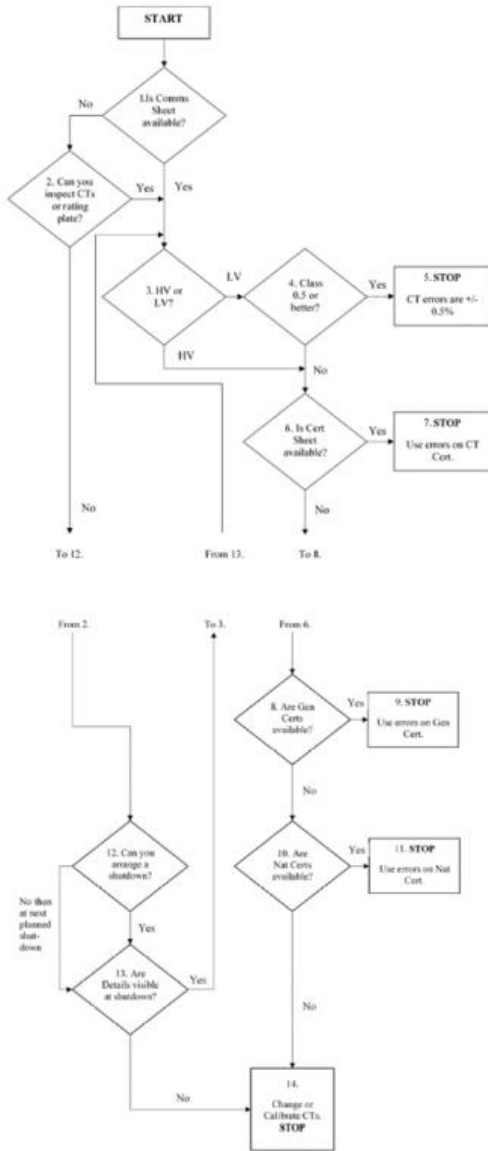 START
No
1.Is Comms
Sheet
available?
2. Can you
inspect CTs
or rating
plate?
Yes
Yes
3. HV or
LV?
LV
4. Class
0.5 or
better?
Yes
5. STOP
CT errors are +/-
0.5%
HV
No
6. Is Cert
Sheet
available?
Yes
7. STOP
Use errors on CT
Cert.
No
No
To 12.
From 13.
To 8.
From 2.
To 3.
From 6.
8. Are Gen
Certs
available?
Yes
9. STOP
Use errors on Gen
Cert.
No
12. Can you
arrange a
shutdown?
10. Are
Nat Certs
available?
Yes
11. STOP
Use errors on Nat
Cert.
No then
at next
planned
shut-
down
Yes
13. Are
Details visible
at shutdown?
Yes
No
No
14.
Change or
Calibrate CTs.
STOP